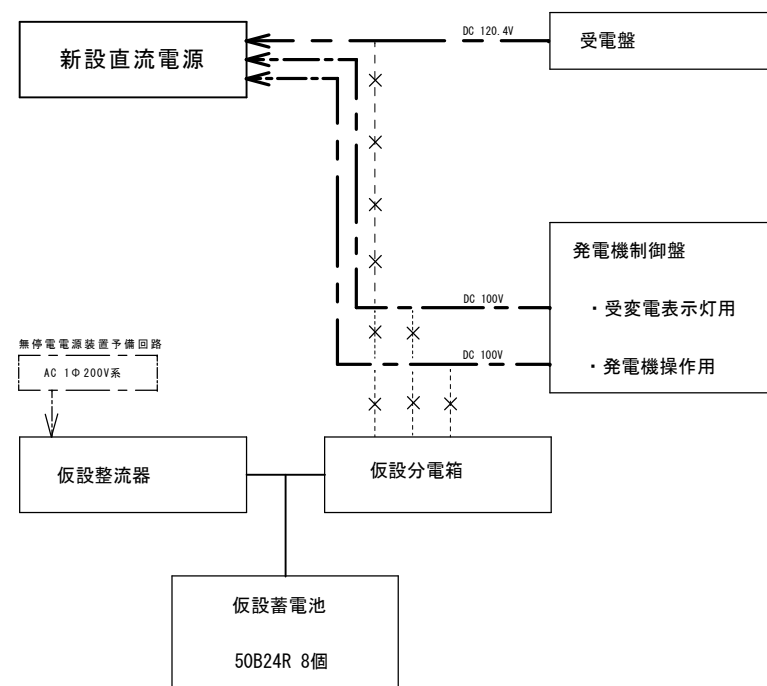 新設直流電源
DC 120.4V
受電盤
発電機制御盤
DC 100V
・受変電表示灯用
無停電電源装置予備回路
DC 100V
・発電機操作用
AC 1Φ200V系
仮設整流器
仮設分電箱
仮設蓄電池
50B24R 8個